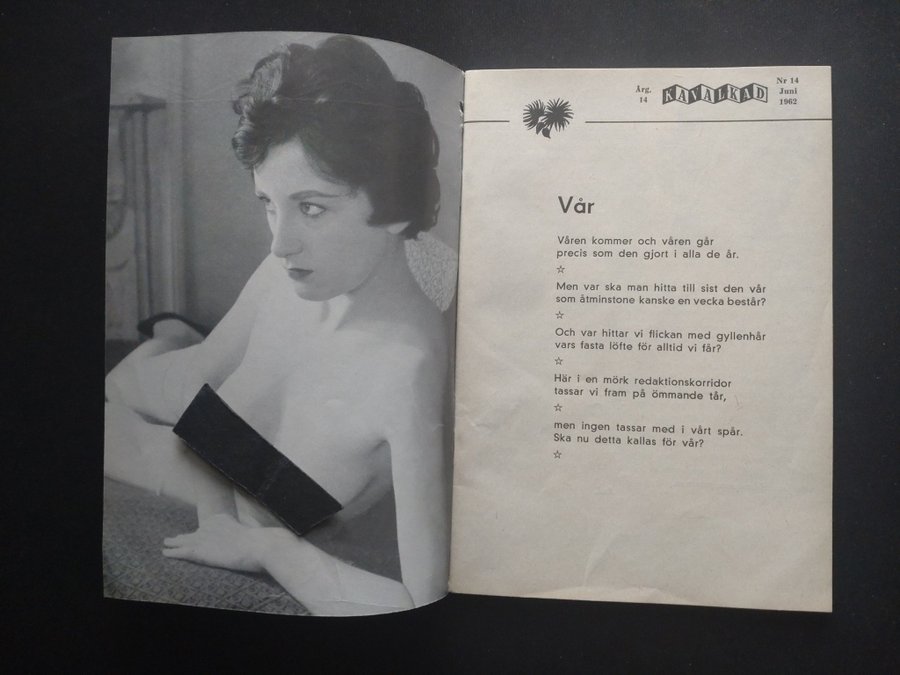 Årg.
14
KAVALKAD
Nr 14
Juni
1962
Vår
Våren kommer och våren går
precis som den gjort i alla de år.
☆
Men var ska man hitta till sist den vår
som åtminstone kanske en vecka består?
☆
Och var hittar vi flickan med gyllenhår
vars fasta löfte för alltid vi får?
☆
Här i en mörk redaktionskorridor
tassar vi fram på ömmande tår,
☆
men ingen tassar med i vårt spår.
Ska nu detta kallas för vår?
☆